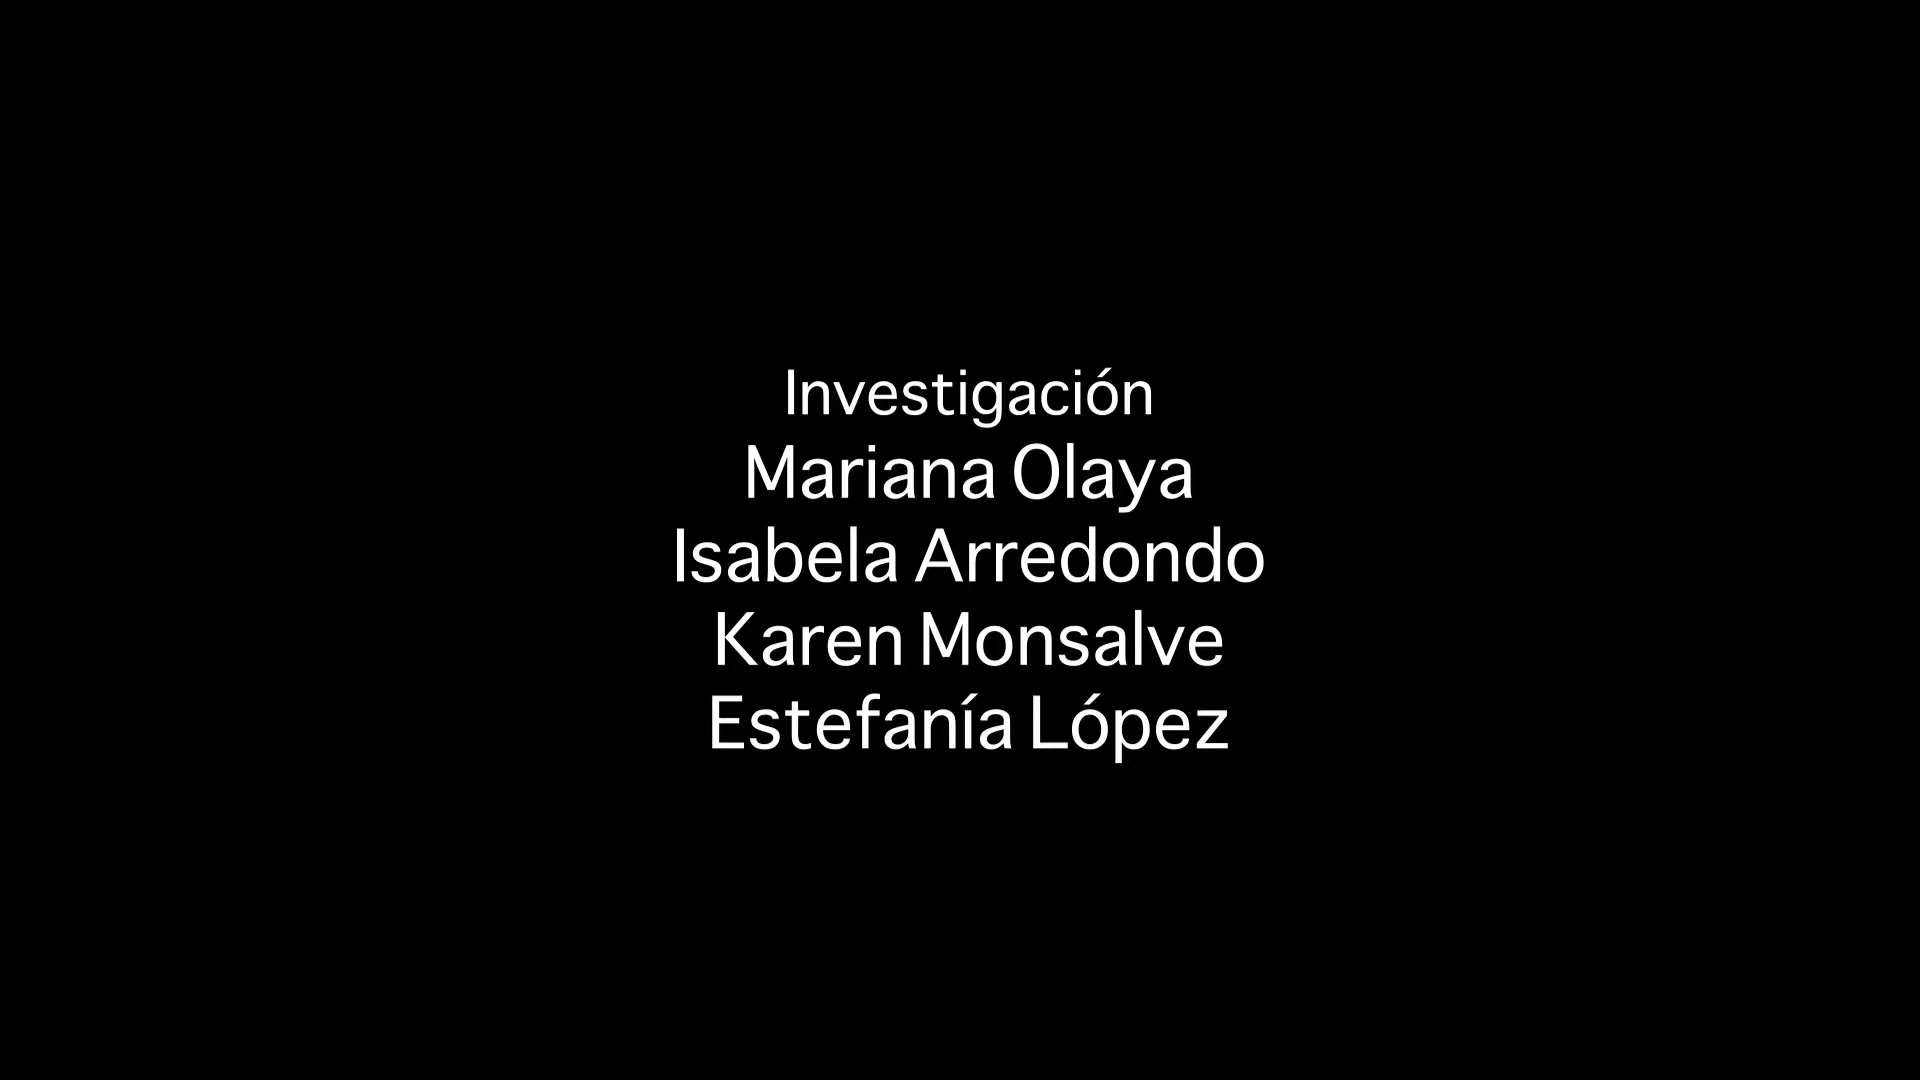 Investigación
Mariana Olaya
Isabela Arredondo
Karen Monsalve
Estefanía López